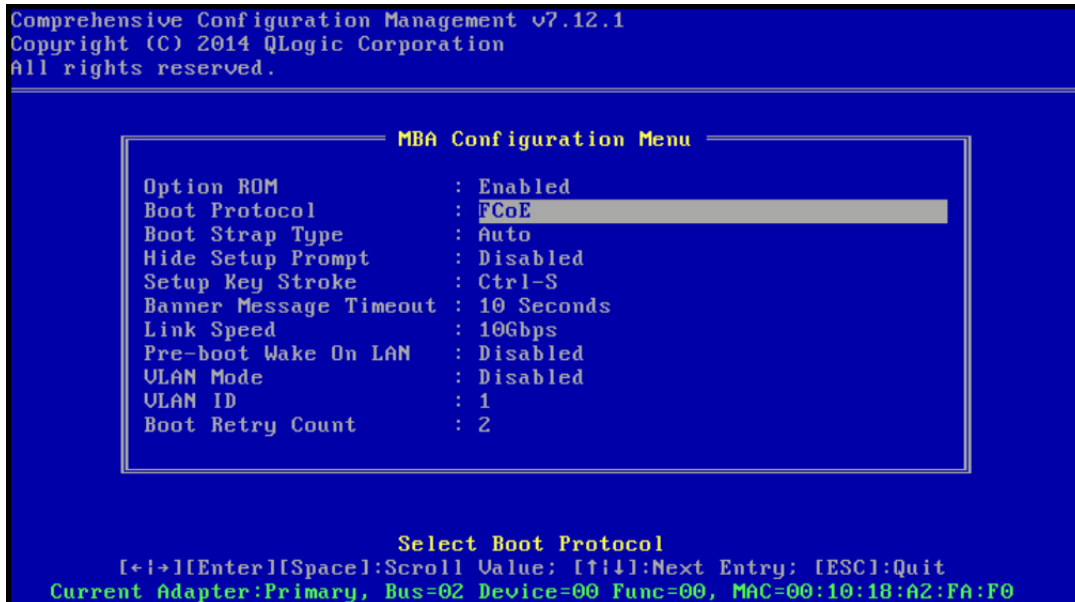 Comprehensive Configuration Management v7.12.1
Copyright (C) 2014 QLogic Corporation
All rights reserved.
MBA Configuration Menu
Option ROM : Enabled
Boot Protocol : FCoE
Boot Strap Type : Auto
Hide Setup Prompt : Disabled
Setup Key Stroke : Ctrl-S
Banner Message Timeout : 10 Seconds
Link Speed : 10Gbps
Pre-boot Wake On LAN : Disabled
VLAN Mode : Disabled
VLAN ID : 1
Boot Retry Count : 2
Select Boot Protocol
[←|→][Enter][Space]:Scroll Value; [↑|↓]:Next Entry; [ESC]:Quit
Current Adapter:Primary, Bus=02 Device=00 Func=00, MAC=00:10:18:A2:FA:F0